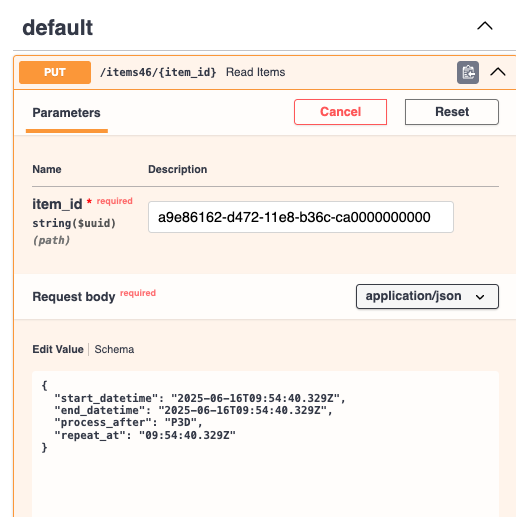 default
PUT /items46/{item_id} Read Items
Parameters Cancel Reset
Name Description
item_id * required
a9e86162-d472-11e8-b36c-ca0000000000
string($uuid)
(path)
Request body required application/json
Edit Value Schema
{
  "start_datetime": "2025-06-16T09:54:40.329Z",
  "end_datetime": "2025-06-16T09:54:40.329Z",
  "process_after": "P3D",
  "repeat_at": "09:54:40.329Z"
}